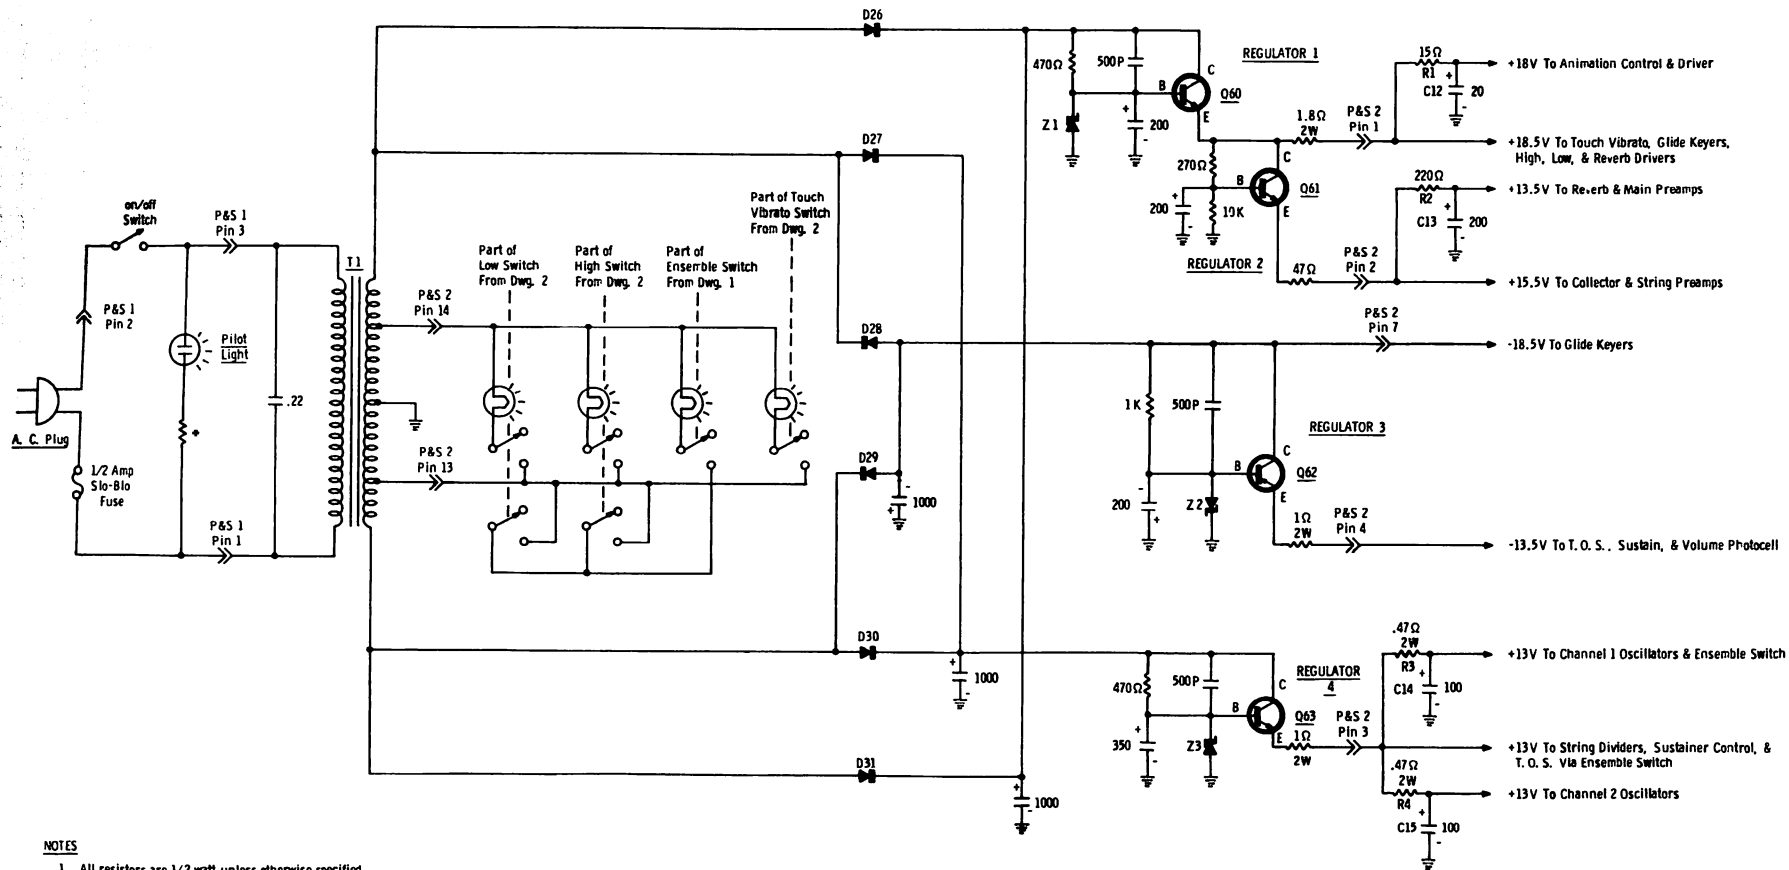 D26
REGULATOR 1
470Ω
500P
C
B
Q60
E
Z1
+
200
15Ω
R1
+
C12
20
-
+18V To Animation Control & Driver
1.8Ω
2W
P&S 2
Pin 1
+18.5V To Touch Vibrato, Glide Keyers,
High, Low, & Reverb Drivers
D27
270Ω
C
B
Q61
E
+
200
-
10K
REGULATOR 2
220Ω
R2
+
C13
200
-
+13.5V To Reverb & Main Preamps
47Ω
P&S 2
Pin 2
+15.5V To Collector & String Preamps
on/off
Switch
P&S 1
Pin 3
T1
P&S 1
Pin 2
Pilot
Light
.22
A. C. Plug
+
1/2 Amp
Slo-Blo
Fuse
P&S 1
Pin 1
P&S 2
Pin 14
Part of
Low Switch
From Dwg. 2
Part of
High Switch
From Dwg. 2
Part of
Ensemble Switch
From Dwg. 1
Part of Touch
Vibrato Switch
From Dwg. 2
P&S 2
Pin 13
D28
P&S 2
Pin 7
-18.5V To Glide Keyers
D29
-
1000
+
1K
500P
REGULATOR 3
C
B
Q62
E
-
200
+
Z2
1Ω
2W
P&S 2
Pin 4
-13.5V To T. O. S., Sustain, & Volume Photocell
D30
+
1000
-
470Ω
500P
REGULATOR
4
C
B
Q63
E
+
350
-
Z3
1Ω
2W
P&S 2
Pin 3
.47Ω
2W
R3
+
C14
100
-
+13V To Channel 1 Oscillators & Ensemble Switch
+13V To String Dividers, Sustainer Control, &
T. O. S. Via Ensemble Switch
.47Ω
2W
R4
+
C15
100
-
+13V To Channel 2 Oscillators
D31
+
1000
-
NOTES
1. All resistors are 1/2 watt unless otherwise specified